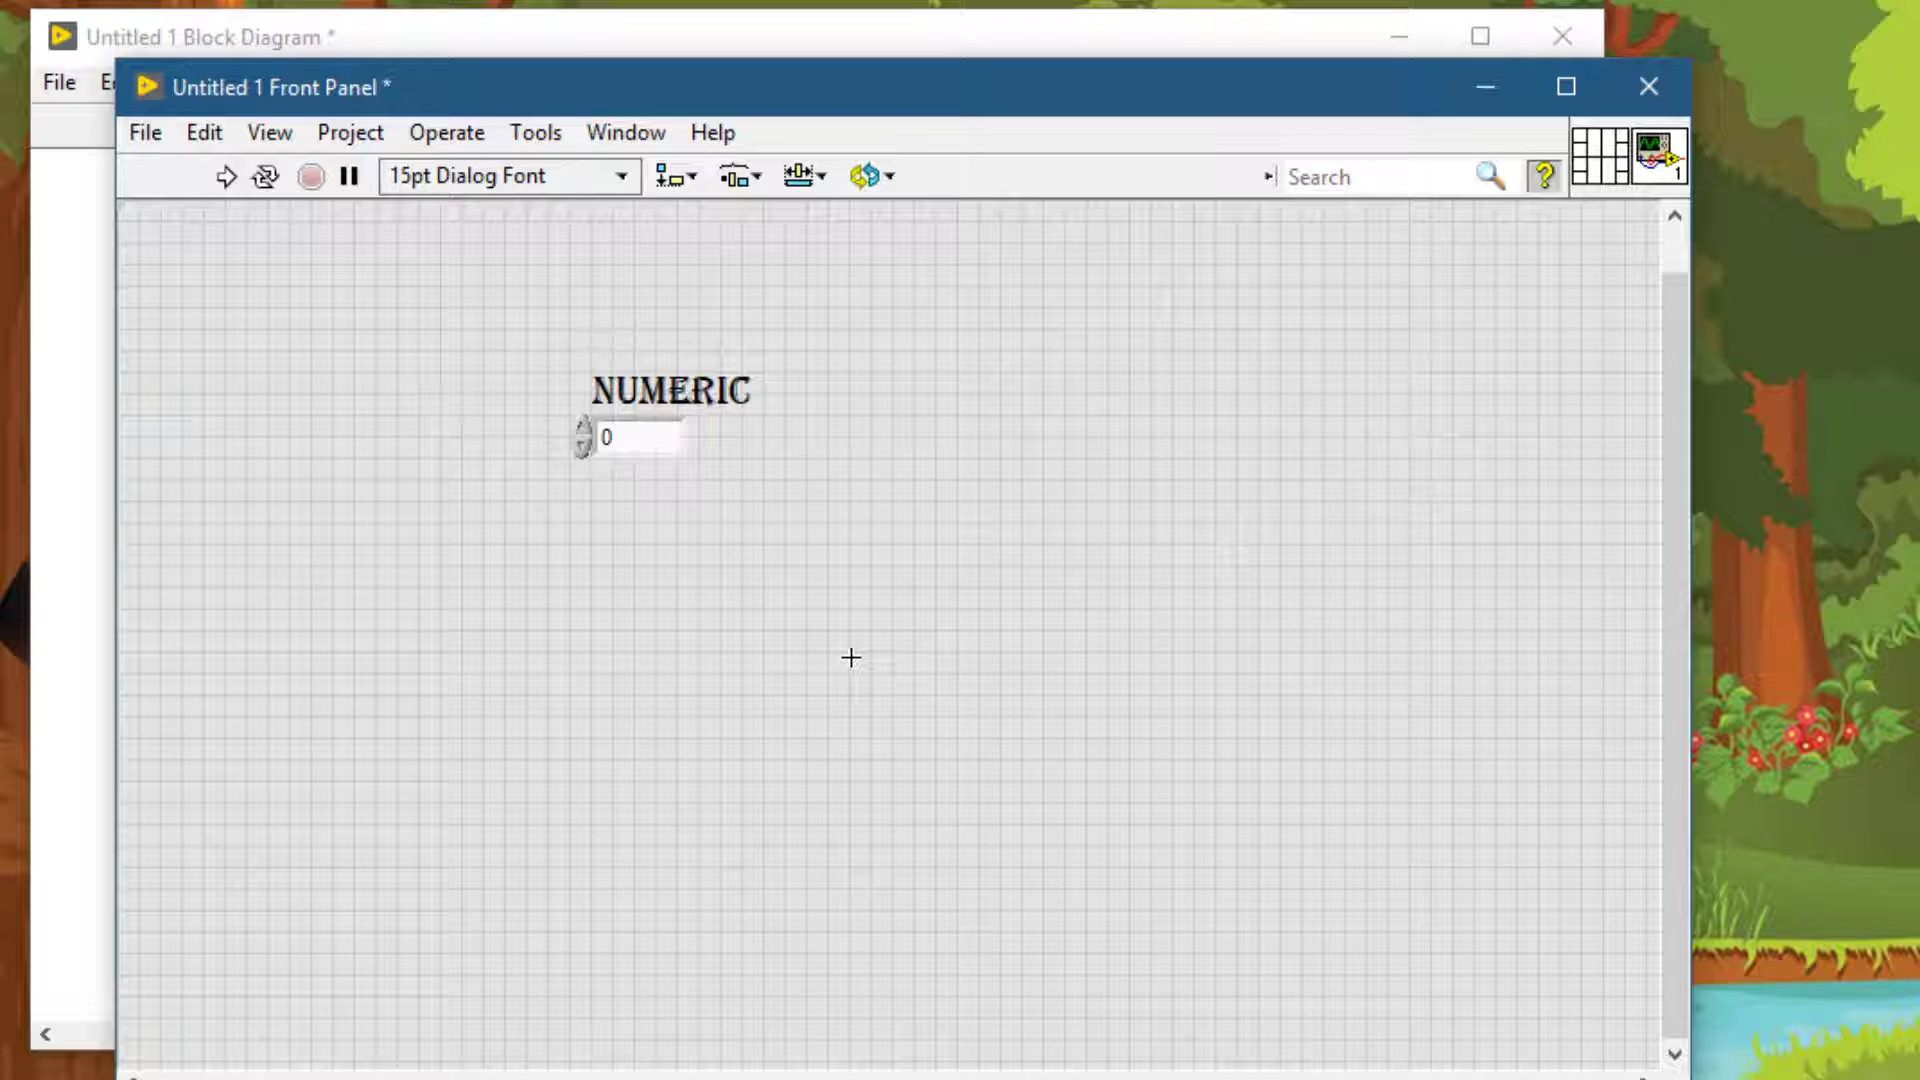 Untitled 1 Block Diagram *
File E
Untitled 1 Front Panel *
File Edit View Project Operate Tools Window Help
15pt Dialog Font
Search
?
1
NUMERIC
0